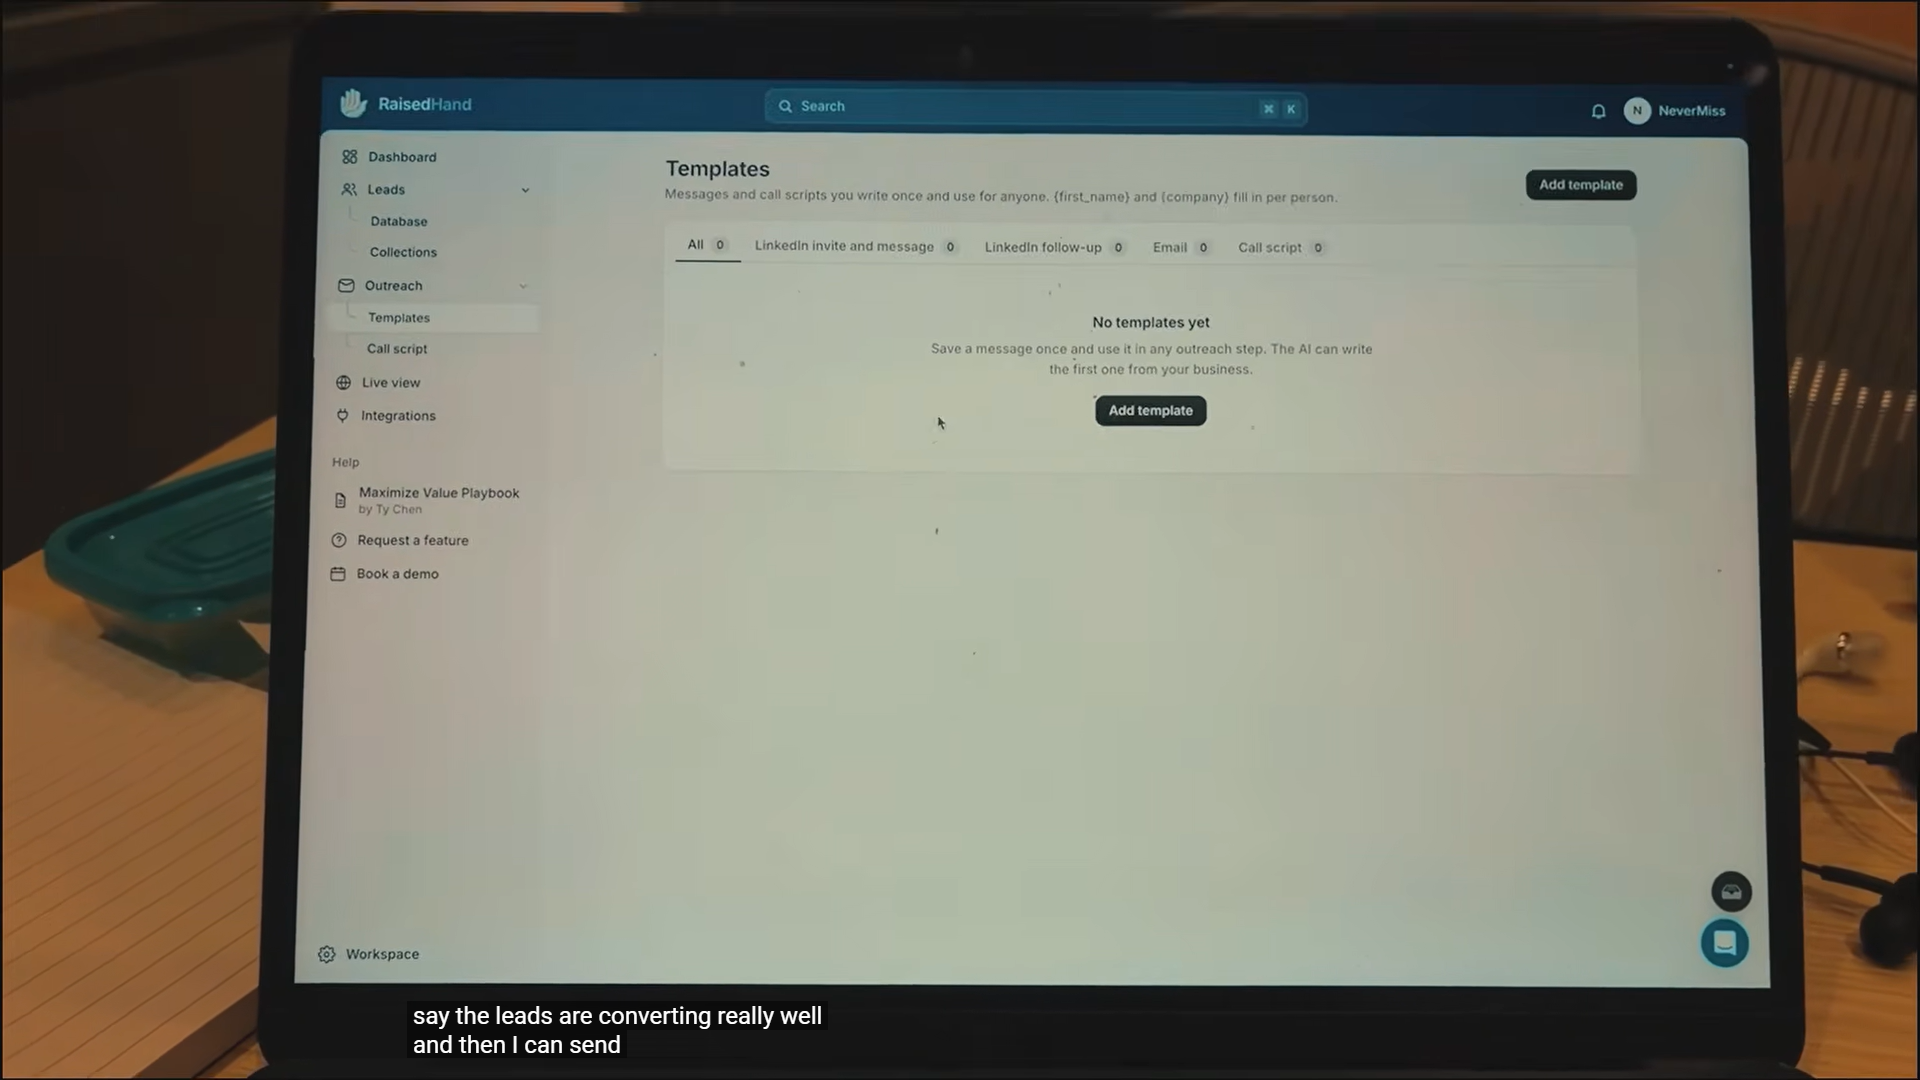 RaisedHand
Search
⌘ K
N NeverMiss
Dashboard
Leads
Database
Collections
Outreach
Templates
Call script
Live view
Integrations
Help
Maximize Value Playbook
by Ty Chen
Request a feature
Book a demo
Workspace
Templates
Messages and call scripts you write once and use for anyone. {first_name} and {company} fill in per person.
Add template
All 0 LinkedIn invite and message 0 LinkedIn follow-up 0 Email 0 Call script 0
No templates yet
Save a message once and use it in any outreach step. The AI can write
the first one from your business.
Add template
say the leads are converting really well
and then I can send